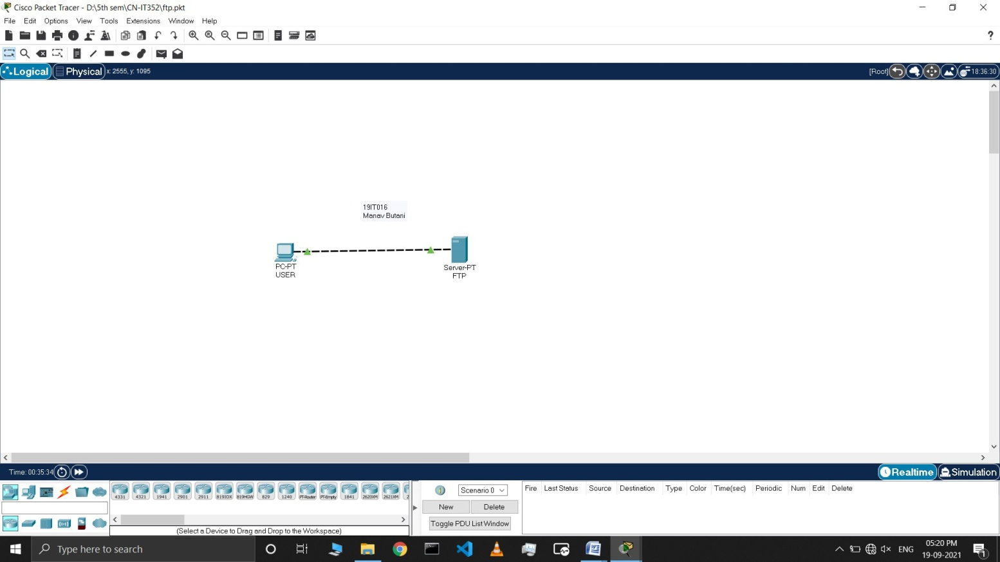 Cisco Packet Tracer - D:\5th sem\CN-IT352\ftp.pkt
File Edit Options View Tools Extensions Window Help
?
Logical Physical x: 2555, y: 1095 [Root] 18:36:30
19IT016
Manav Butani
PC-PT
USER
Server-PT
FTP
Time: 00:35:34 Realtime Simulation
4331 4321 1941 2901 2911 819IOX 819HGW 829 1240 PT-Router PT-Empty 1841 2620XM 2621XM 2
(Select a Device to Drag and Drop to the Workspace)
Scenario 0
New Delete
Toggle PDU List Window
Fire Last Status Source Destination Type Color Time(sec) Periodic Num Edit Delete
Type here to search
ENG
05:20 PM
19-09-2021
1